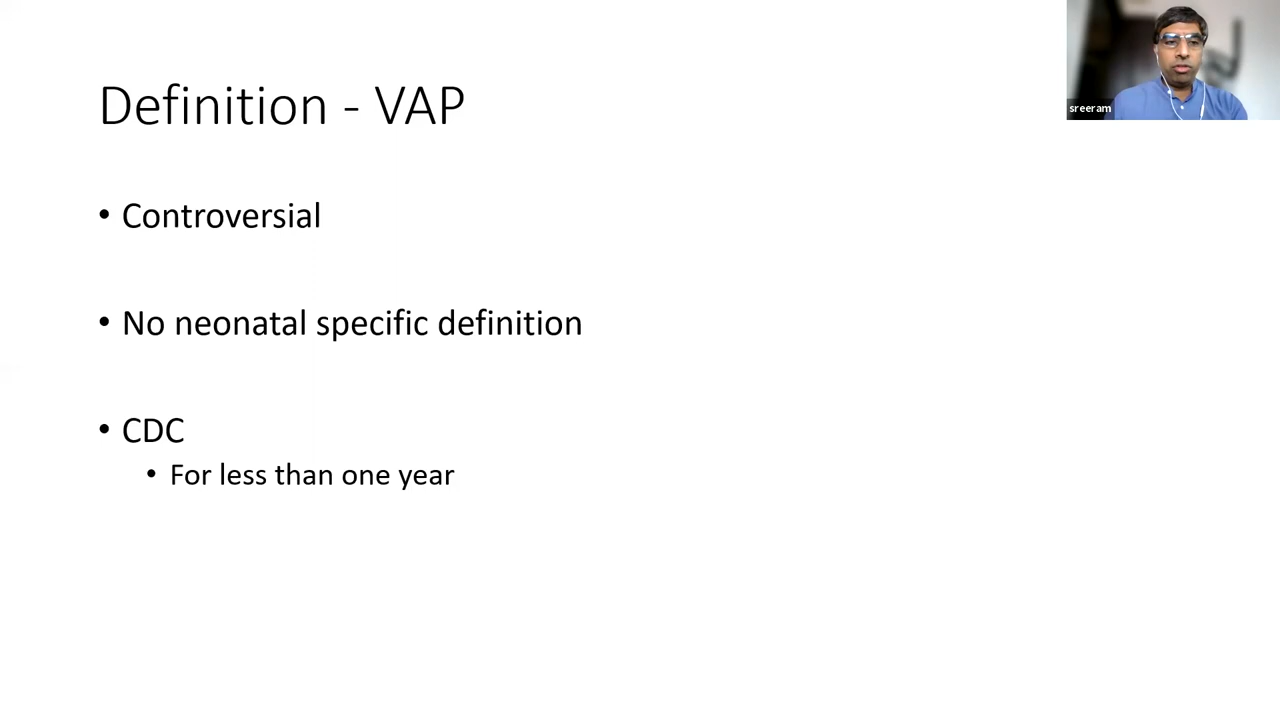 Definition - VAP
sreeram
• Controversial
• No neonatal specific definition
• CDC
• For less than one year